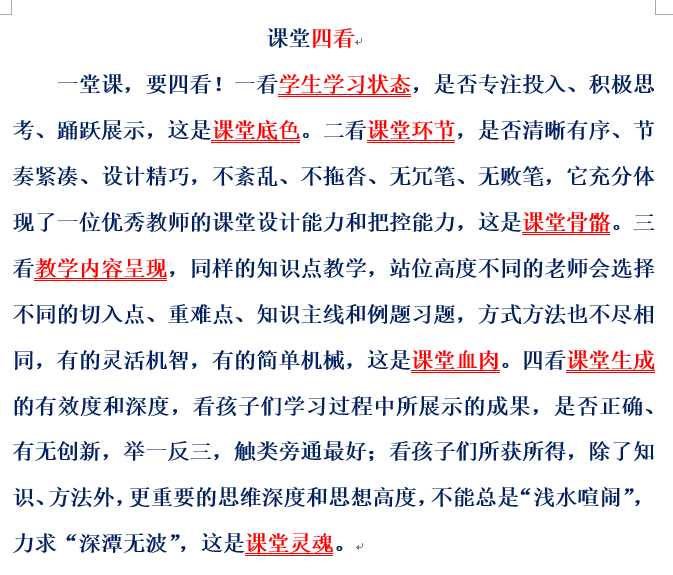 课堂四看
一堂课，要四看！一看学生学习状态，是否专注投入、积极思
考、踊跃展示，这是课堂底色。二看课堂环节，是否清晰有序、节
奏紧凑、设计精巧，不紊乱、不拖沓、无冗笔、无败笔，它充分体
现了一位优秀教师的课堂设计能力和把控能力，这是课堂骨骼。三
看教学内容呈现，同样的知识点教学，站位高度不同的老师会选择
不同的切入点、重难点、知识主线和例题习题，方式方法也不尽相
同，有的灵活机智，有的简单机械，这是课堂血肉。四看课堂生成
的有效度和深度，看孩子们学习过程中所展示的成果，是否正确、
有无创新，举一反三，触类旁通最好；看孩子们所获所得，除了知
识、方法外，更重要的思维深度和思想高度，不能总是“浅水喧闹”，
力求“深潭无波”，这是课堂灵魂。